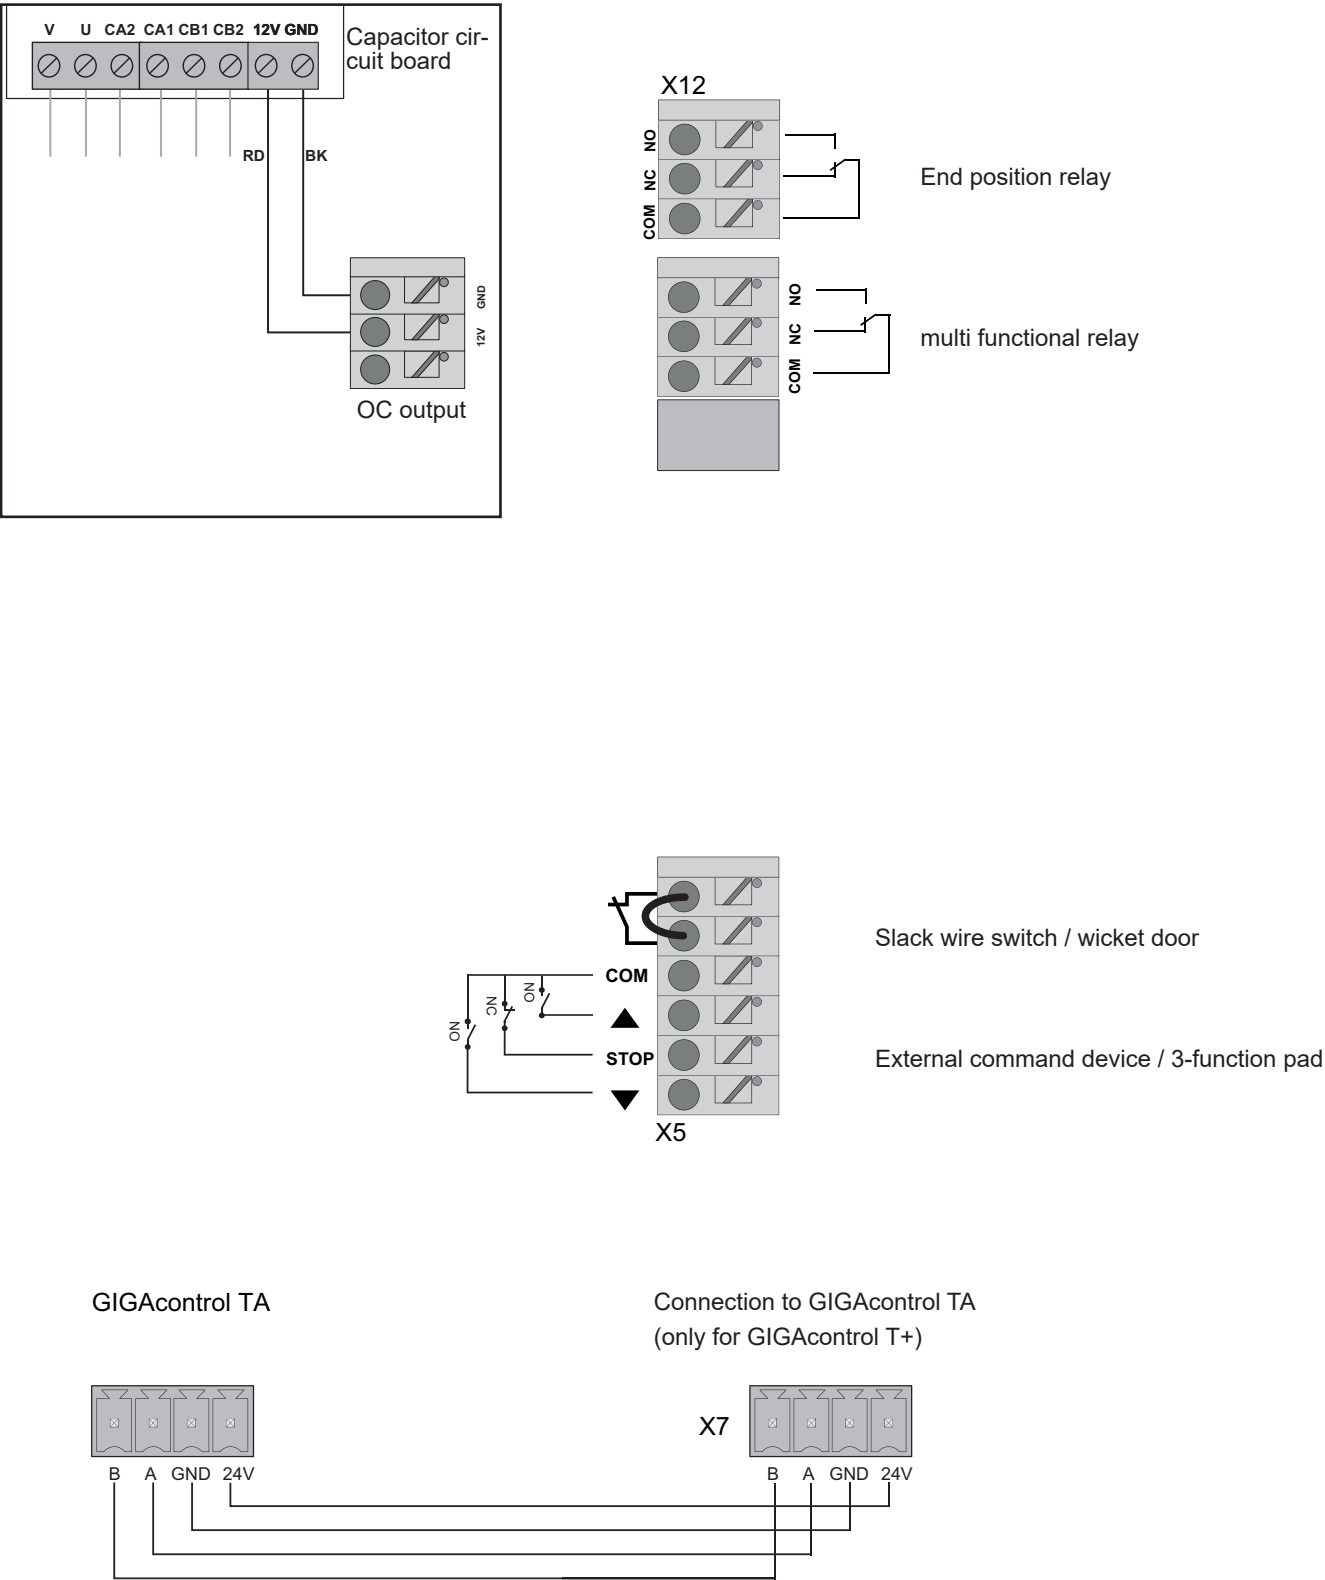 V U CA2 CA1 CB1 CB2 12V GND
Capacitor cir-
cuit board
RD BK
GND
12V
OC output
X12
NO
NC
COM
End position relay
NO
NC
COM
multi functional relay
Slack wire switch / wicket door
COM
NO
NC
NO
STOP
External command device / 3-function pad
X5
GIGAcontrol TA
Connection to GIGAcontrol TA
(only for GIGAcontrol T+)
X7
B A GND 24V
B A GND 24V